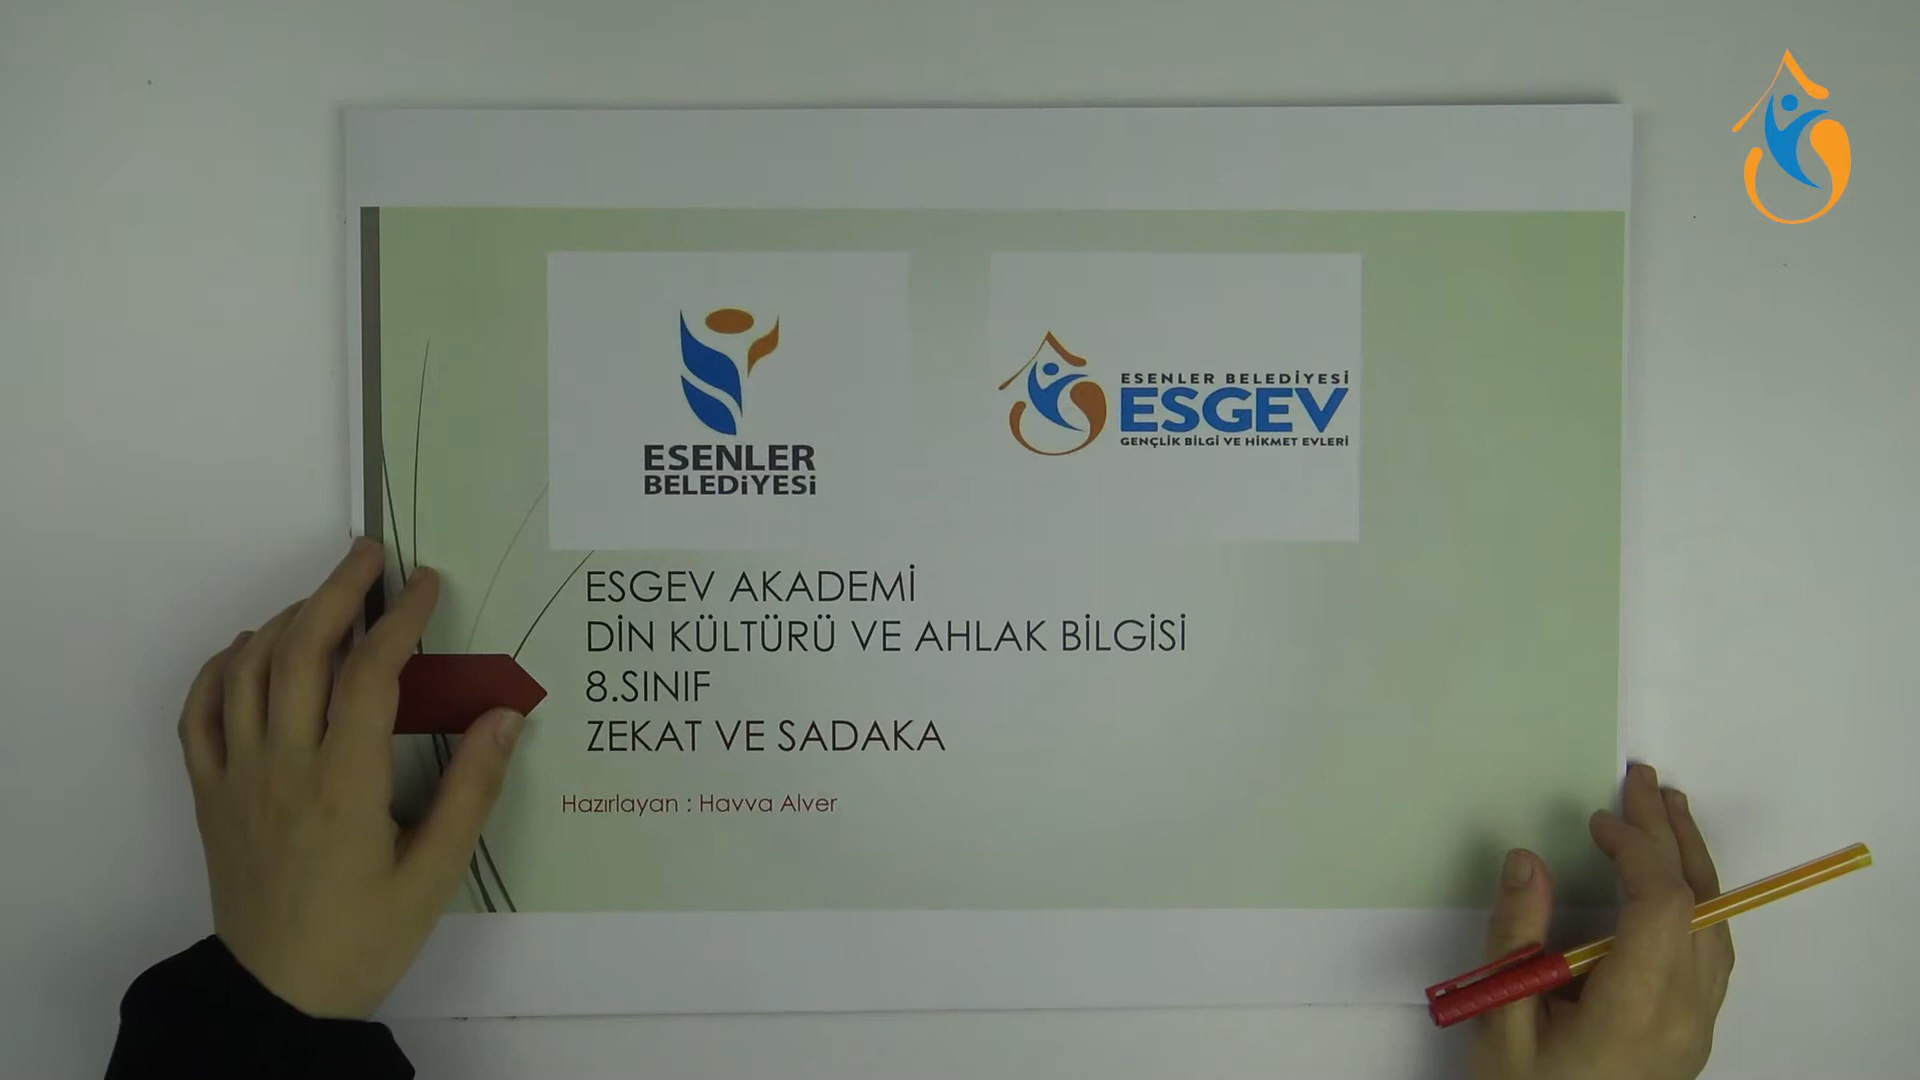 ESENLER
BELEDİYESİ
ESENLER BELEDİYESİ
ESGEV
GENÇLİK BİLGİ VE HİKMET EVLERİ
ESGEV AKADEMİ
DİN KÜLTÜRÜ VE AHLAK BİLGİSİ
8.SINIF
ZEKAT VE SADAKA
Hazırlayan : Havva Alver